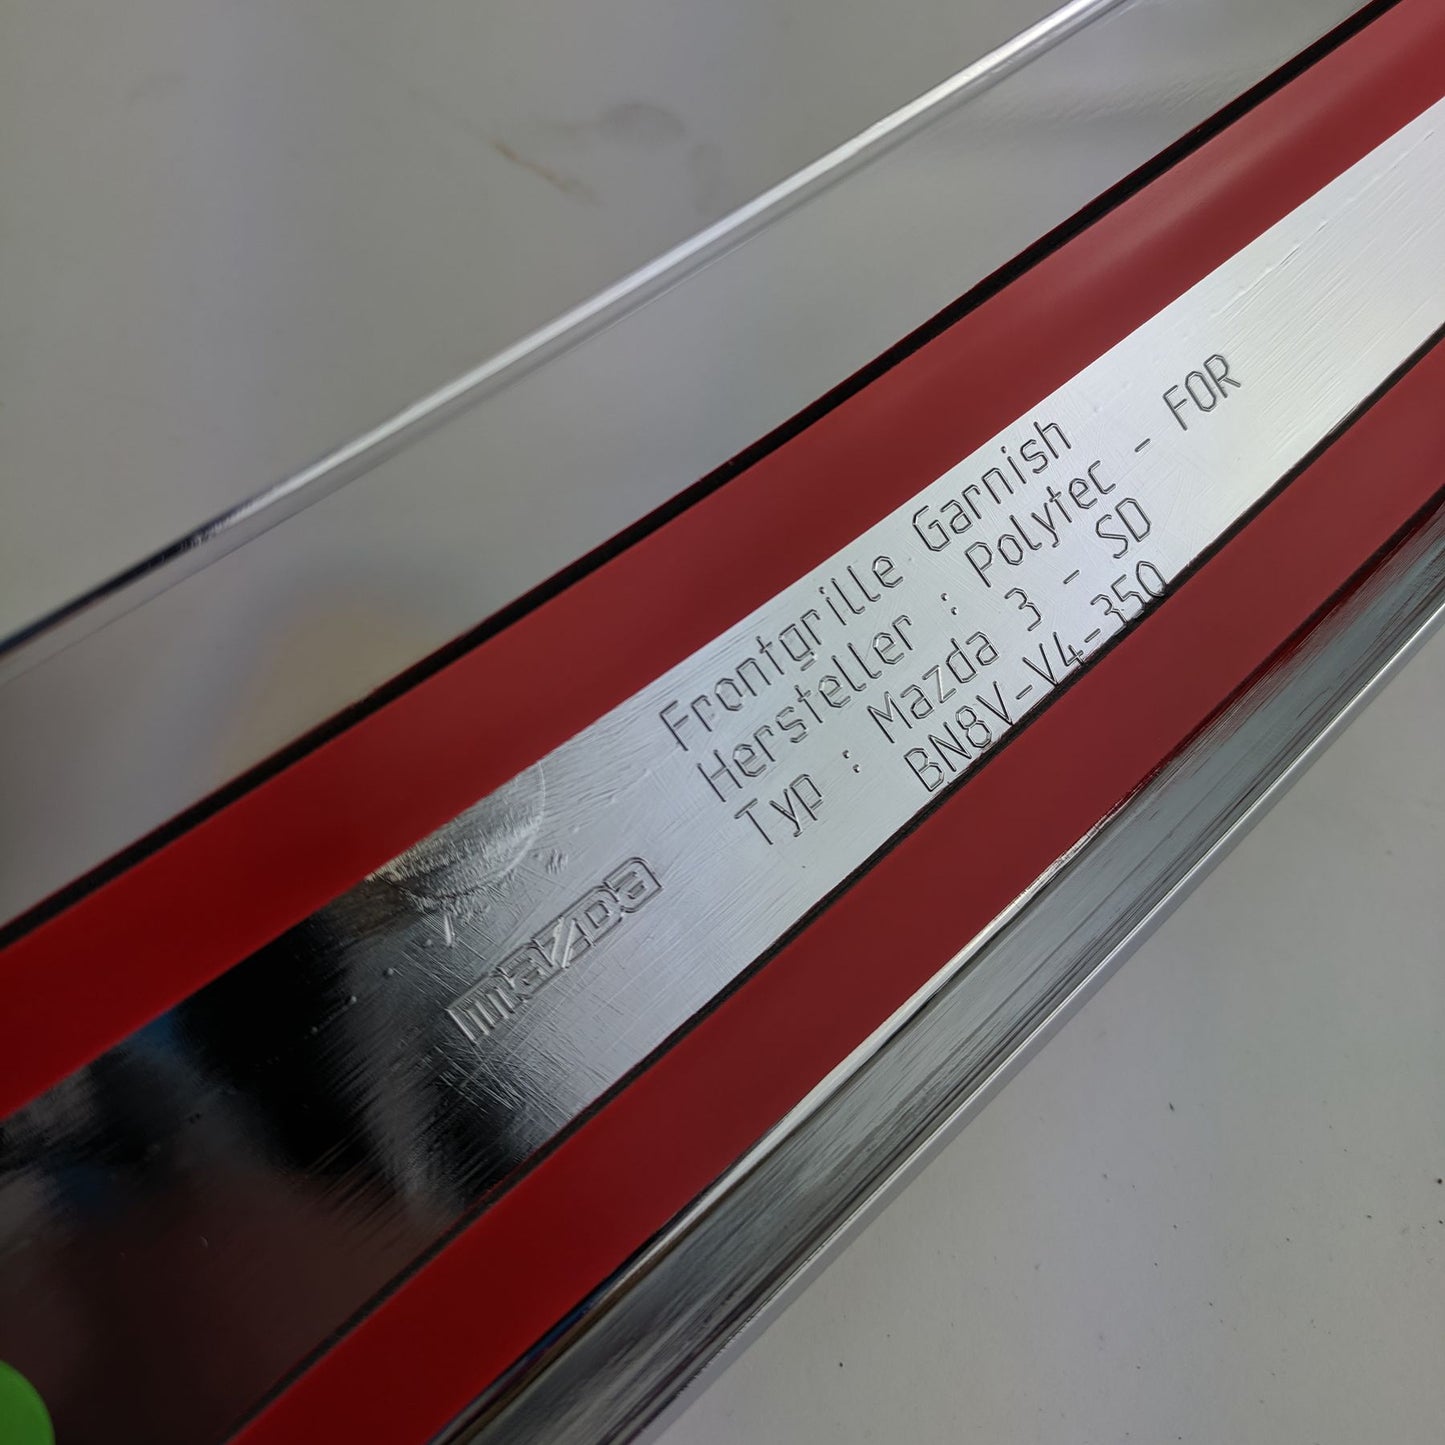 Frontgrille Garnish
Hersteller : Polytec - FOR
Typ : Mazda 3 - SD
BN8V-V4-350
mazda